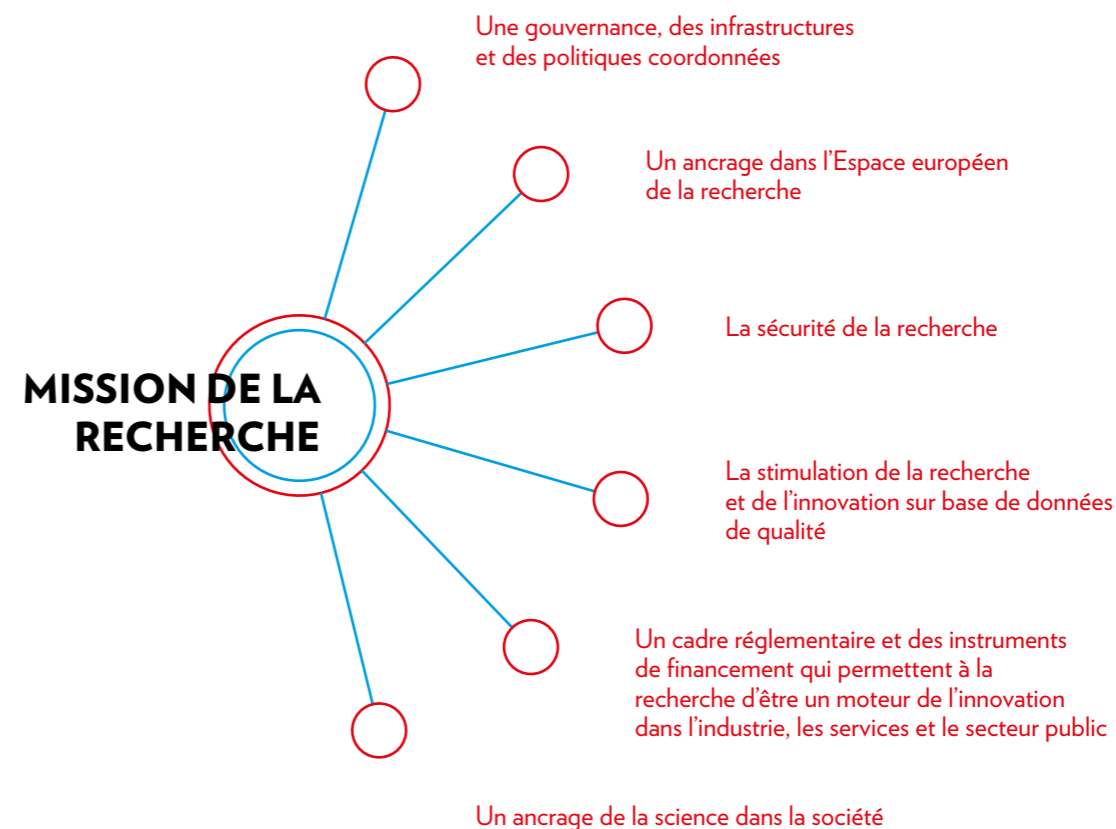 Une gouvernance, des infrastructures
et des politiques coordonnées
Un ancrage dans l’Espace européen
de la recherche
La sécurité de la recherche
MISSION DE LA
RECHERCHE
La stimulation de la recherche
et de l’innovation sur base de données
de qualité
Un cadre réglementaire et des instruments
de financement qui permettent à la
recherche d’être un moteur de l’innovation
dans l’industrie, les services et le secteur public
Un ancrage de la science dans la société